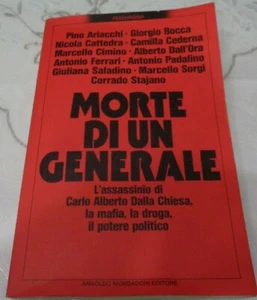 Pino Arlacchi · Giorgio Bocca
Nicola Cattedra · Camilla Cederna
Marcello Cimino · Alberto Dall'Ora
Antonio Ferrari · Antonio Padalino
Giuliana Saladino · Marcello Sorgi
Corrado Stajano
MORTE
DI UN
GENERALE
L'assassinio di
Carlo Alberto Dalla Chiesa,
la mafia, la droga,
il potere politico
ARNOLDO MONDADORI EDITORE